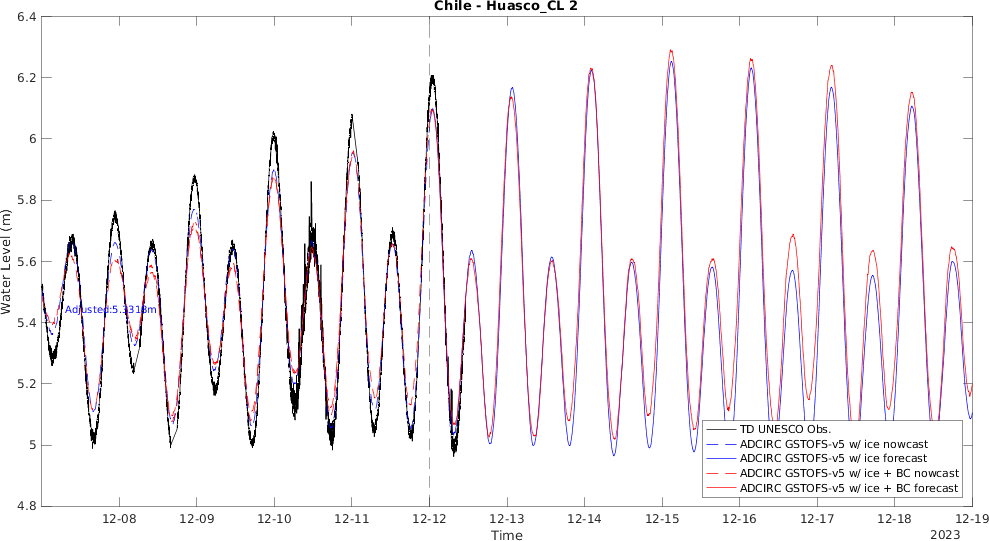 Chile - Huasco_CL 2
6.4
6.2
6
5.8
5.6
5.4
5.2
5
4.8
Water Level (m)
Adjusted:5.3313m
TD UNESCO Obs.
ADCIRC GSTOFS-v5 w/ ice nowcast
ADCIRC GSTOFS-v5 w/ ice forecast
ADCIRC GSTOFS-v5 w/ ice + BC nowcast
ADCIRC GSTOFS-v5 w/ ice + BC forecast
12-08 12-09 12-10 12-11 12-12 12-13 12-14 12-15 12-16 12-17 12-18 12-19
Time 2023